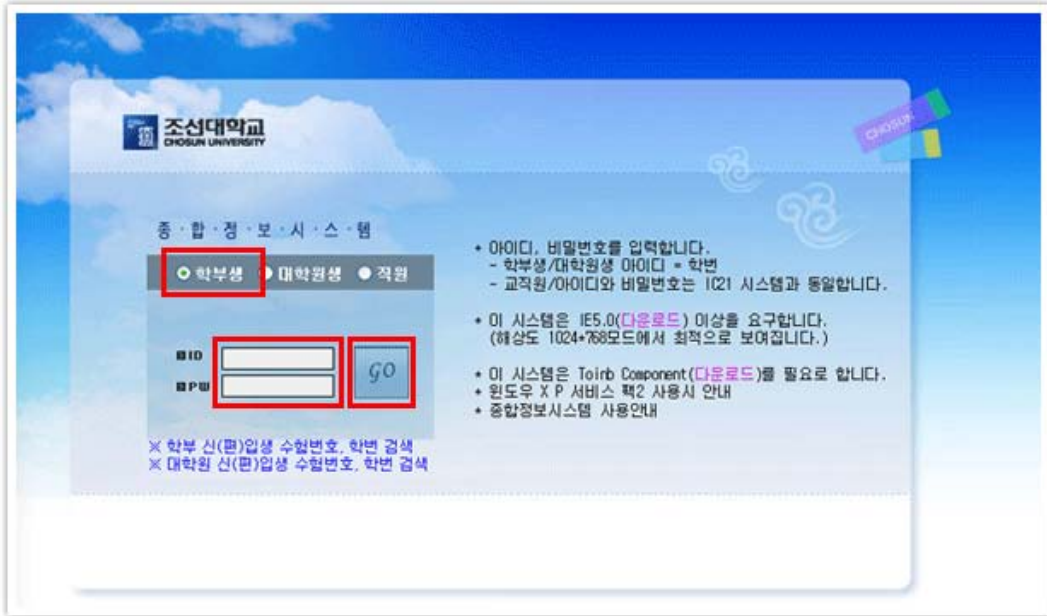 조선대학교
CHOSUN UNIVERSITY
CHOSUN
종·합·정·보·시·스·템
학부생 대학원생 직원
ID
PW
GO
※ 학부 신(편)입생 수험번호, 학번 검색
※ 대학원 신(편)입생 수험번호, 학번 검색
+ 아이디, 비밀번호를 입력합니다.
- 학부생/대학원생 아이디 = 학번
- 교직원/아이디와 비밀번호는 IC21 시스템과 동일합니다.
+ 이 시스템은 IE5.0(다운로드) 이상을 요구합니다.
(해상도 1024*768모드에서 최적으로 보여집니다.)
+ 이 시스템은 Toinb Component(다운로드)를 필요로 합니다.
+ 윈도우 X P 서비스 팩2 사용시 안내
+ 종합정보시스템 사용안내